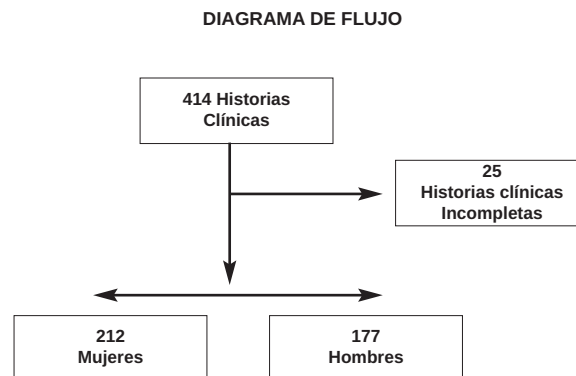 DIAGRAMA DE FLUJO
414 Historias
Clínicas
25
Historias clínicas
Incompletas
212
Mujeres
177
Hombres